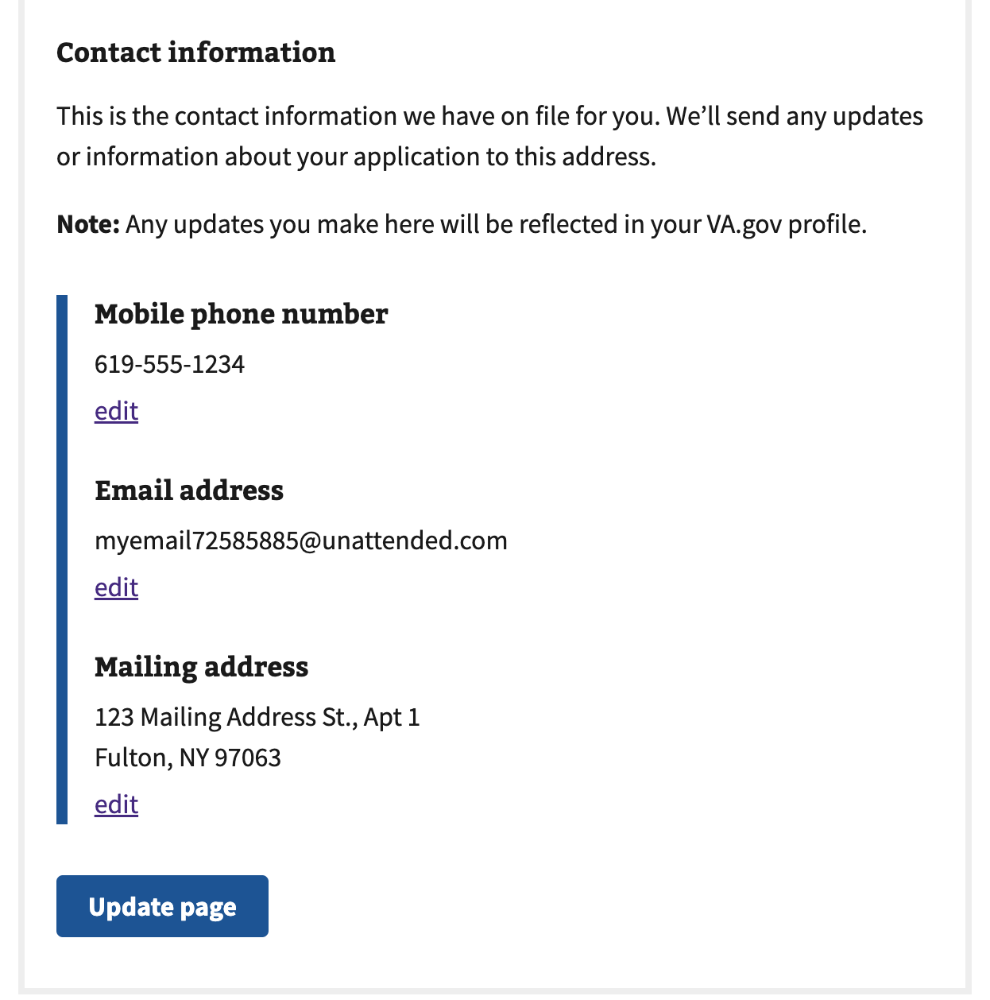 Contact information
This is the contact information we have on file for you. We’ll send any updates
or information about your application to this address.
Note: Any updates you make here will be reflected in your VA.gov profile.
Mobile phone number
619-555-1234
edit
Email address
myemail72585885@unattended.com
edit
Mailing address
123 Mailing Address St., Apt 1
Fulton, NY 97063
edit
Update page